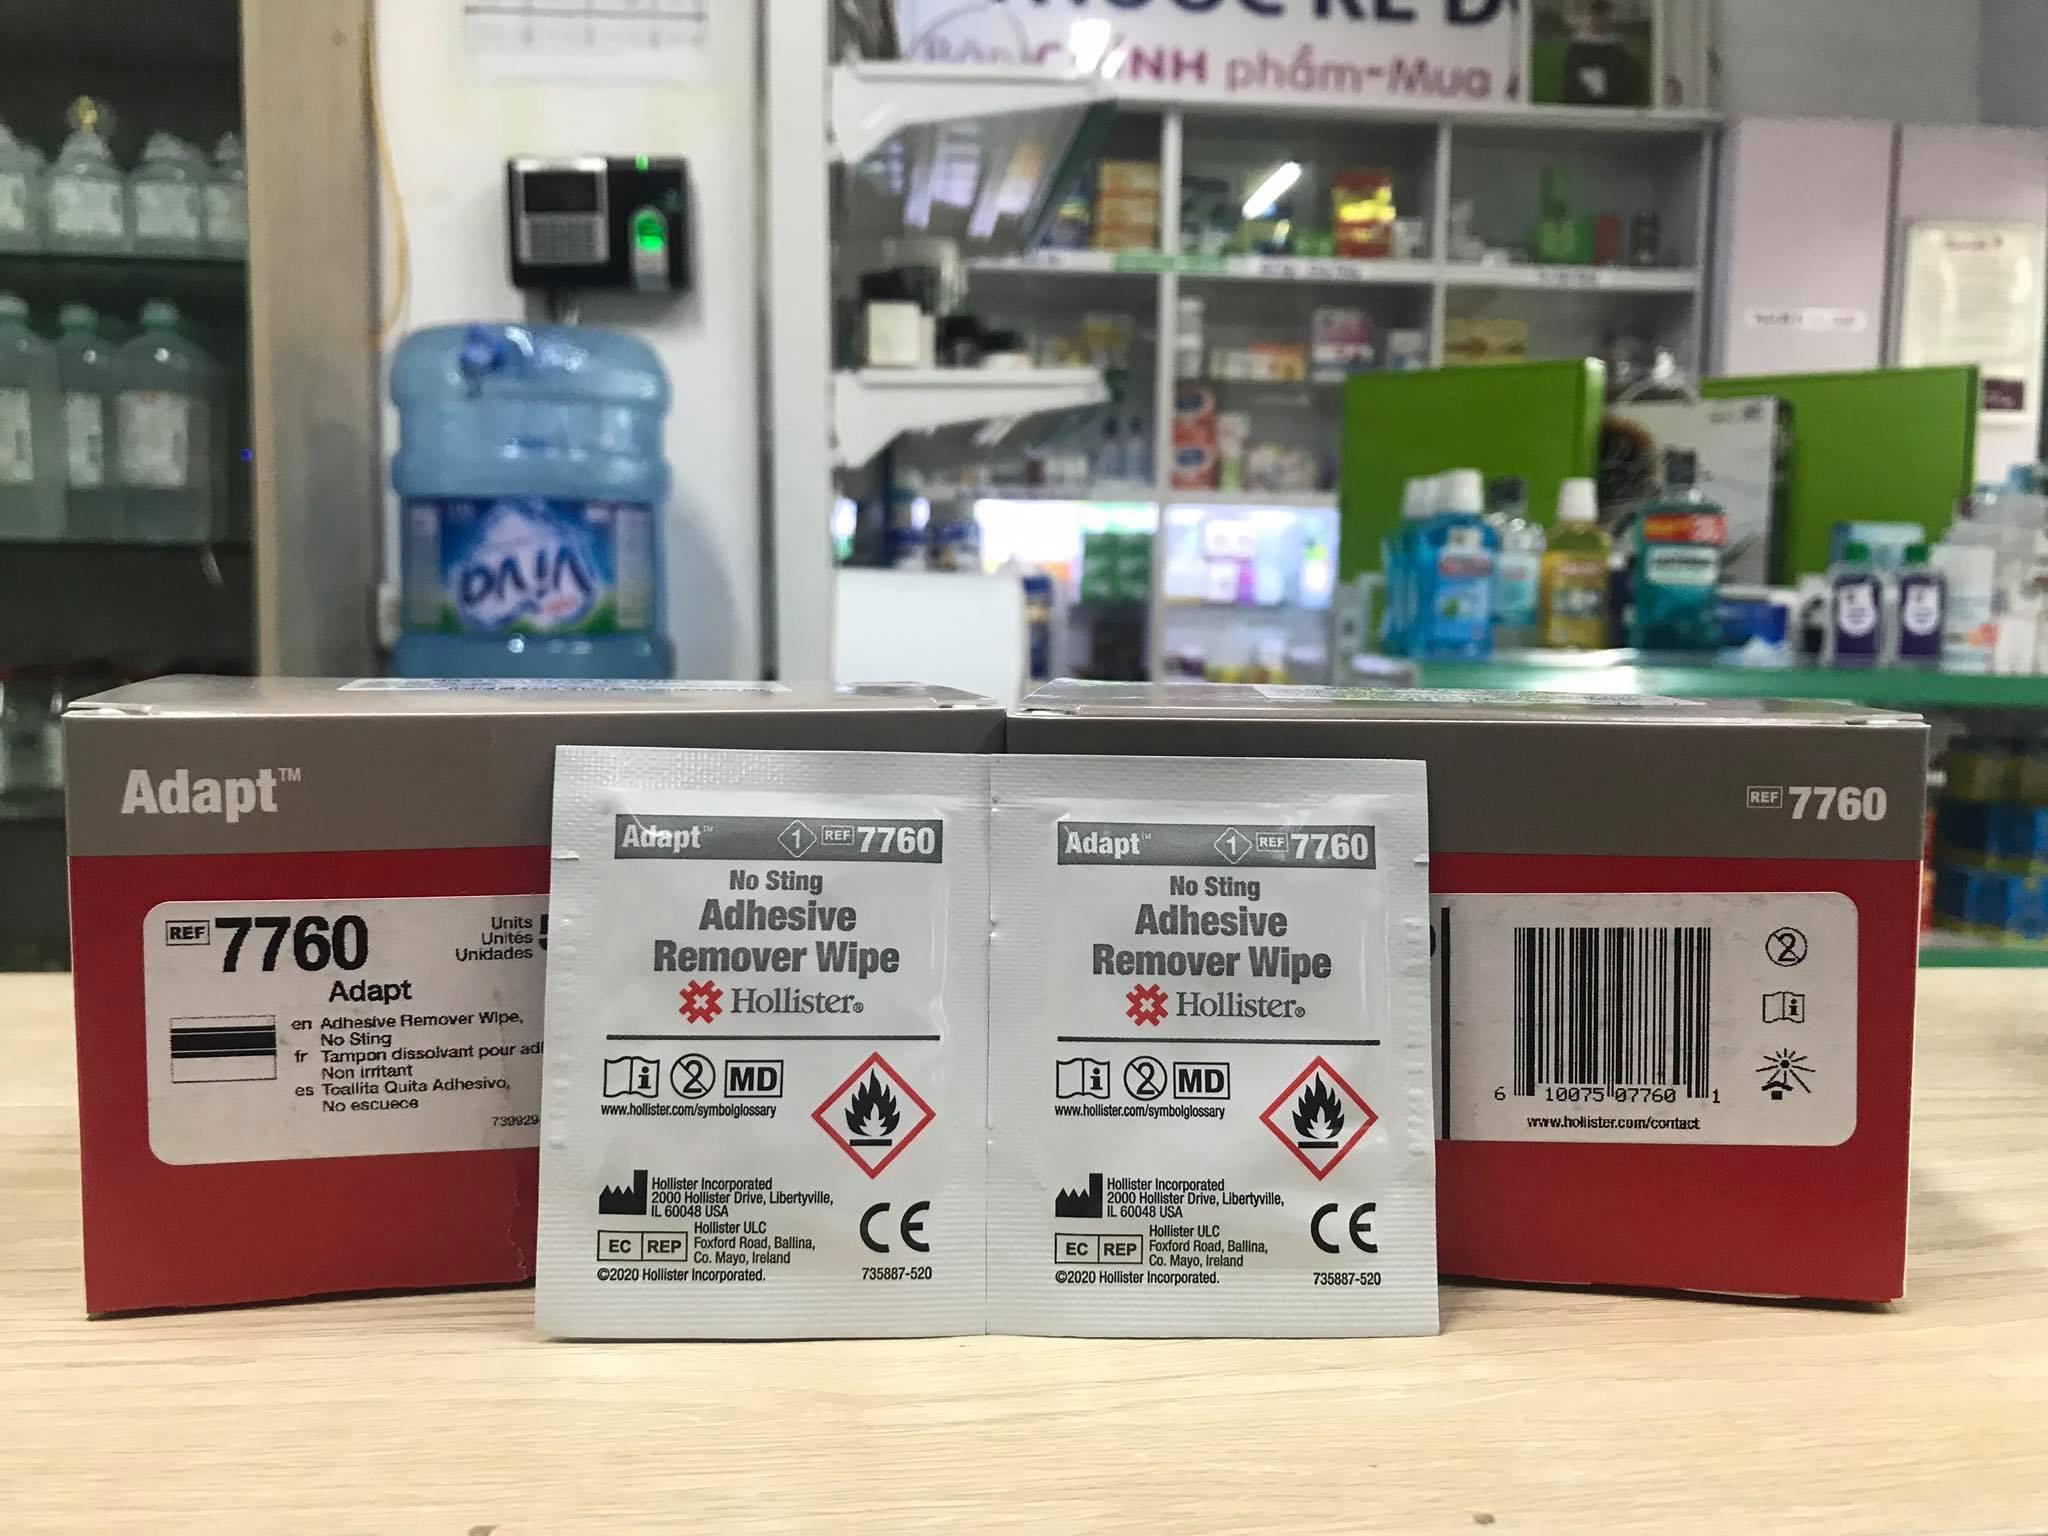 CHÍNH phẩm-Mua
ViVa
Adapt™
REF 7760
REF 7760
Units
Unités
Unidades
Adapt
en Adhesive Remover Wipe,
No Sting
fr Tampon dissolvant pour
Non irritant
es Toallita Quita Adhesivo,
No escuece
739929
6 10075 07760 1
www.hollister.com/contact
Adapt™ 1 REF 7760
No Sting
Adhesive
Remover Wipe
Hollister®
MD
www.hollister.com/symbolglossary
Hollister Incorporated
2000 Hollister Drive, Libertyville,
IL 60048 USA
EC REP
Hollister ULC
Foxford Road, Ballina,
Co. Mayo, Ireland
CE
©2020 Hollister Incorporated.
735887-520
Adapt™ 1 REF 7760
No Sting
Adhesive
Remover Wipe
Hollister®
MD
www.hollister.com/symbolglossary
Hollister Incorporated
2000 Hollister Drive, Libertyville,
IL 60048 USA
EC REP
Hollister ULC
Foxford Road, Ballina,
Co. Mayo, Ireland
CE
©2020 Hollister Incorporated.
735887-520